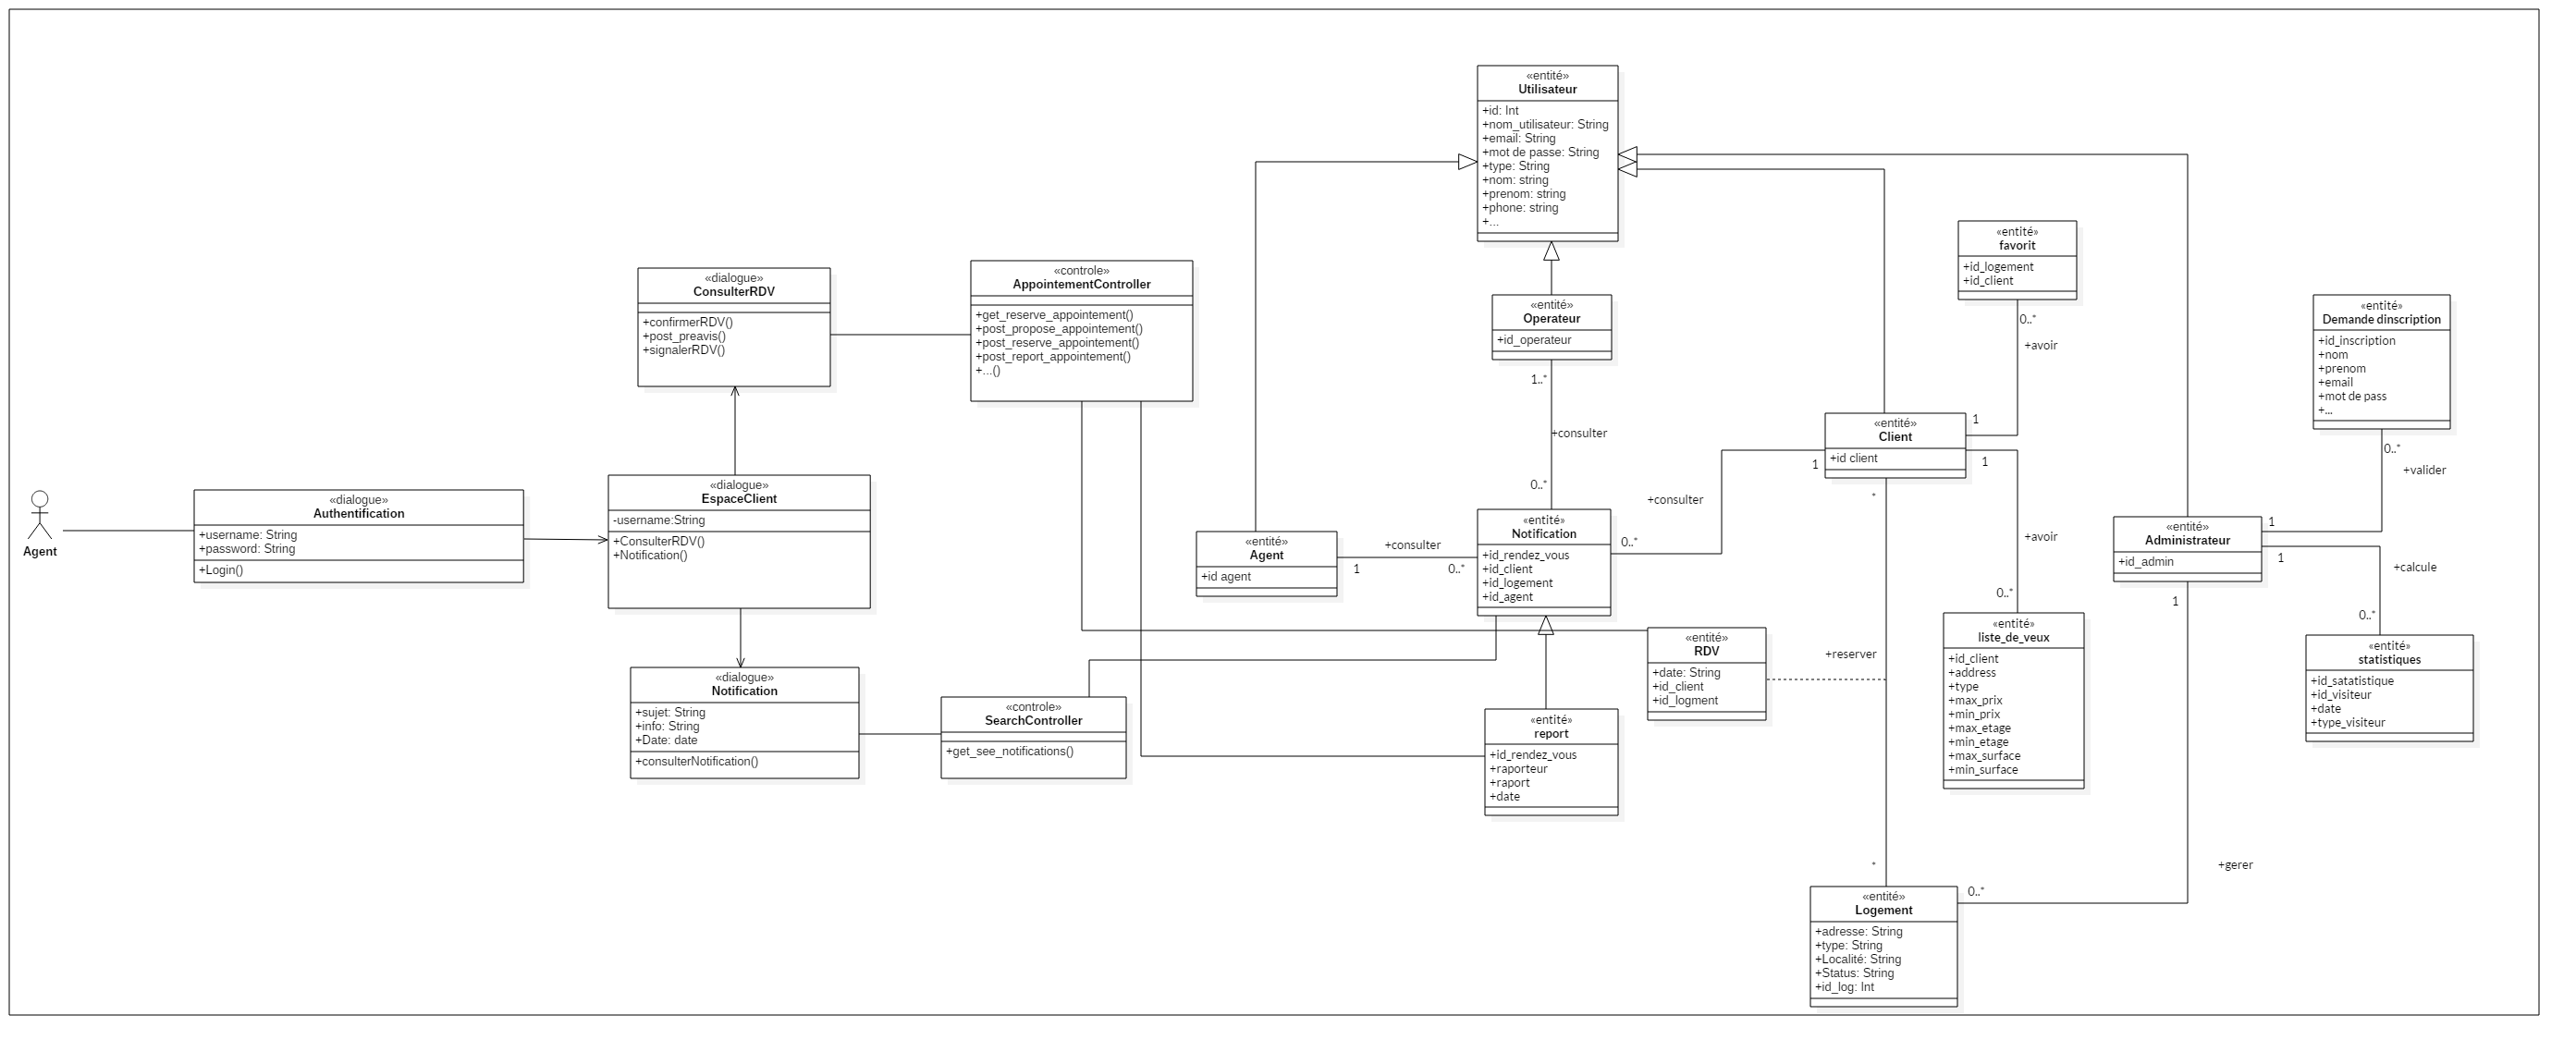 Agent
«dialogue»
Authentification
+username: String
+password: String
+Login()
«dialogue»
ConsulterRDV
+confirmerRDV()
+post_preavis()
+signalerRDV()
«dialogue»
EspaceClient
-username:String
+ConsulterRDV()
+Notification()
«dialogue»
Notification
+sujet: String
+info: String
+Date: date
+consulterNotification()
«controle»
AppointementController
+get_reserve_appointement()
+post_propose_appointement()
+post_reserve_appointement()
+post_report_appointement()
+...()
«controle»
SearchController
+get_see_notifications()
«entité»
Utilisateur
+id: Int
+nom_utilisateur: String
+email: String
+mot de passe: String
+type: String
+nom: string
+prenom: string
+phone: string
+...
«entité»
Operateur
+id_operateur
1..*
+consulter
0..*
«entité»
Agent
+id agent
+consulter
1
0..*
«entité»
Notification
+id_rendez_vous
+id_client
+id_logement
+id_agent
0..*
+consulter
1
«entité»
report
+id_rendez_vous
+raporteur
+raport
+date
«entité»
RDV
+date: String
+id_client
+id_logment
«entité»
Client
+id client
1
1
*
+reserver
*
«entité»
favorit
+id_logement
+id_client
0..*
+avoir
+avoir
0..*
«entité»
liste_de_veux
+id_client
+address
+type
+max_prix
+min_prix
+max_etage
+min_etage
+max_surface
+min_surface
«entité»
Logement
+adresse: String
+type: String
+Localité: String
+Status: String
+id_log: Int
0..*
+gerer
1
«entité»
Administrateur
+id_admin
1
1
«entité»
Demande dinscription
+id_inscription
+nom
+prenom
+email
+mot de pass
+...
0..*
+valider
+calcule
0..*
«entité»
statistiques
+id_satatistique
+id_visiteur
+date
+type_visiteur